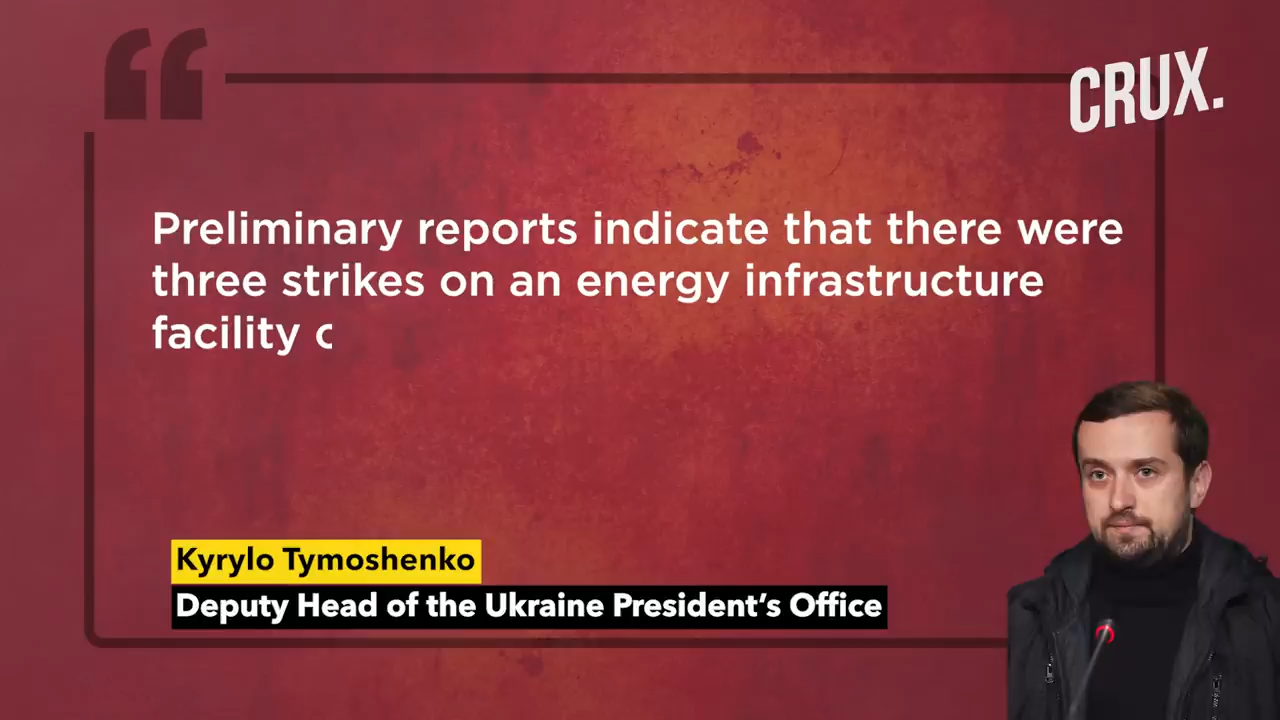 CRUX.
Preliminary reports indicate that there were
three strikes on an energy infrastructure
facility
Kyrylo Tymoshenko
Deputy Head of the Ukraine President's Office